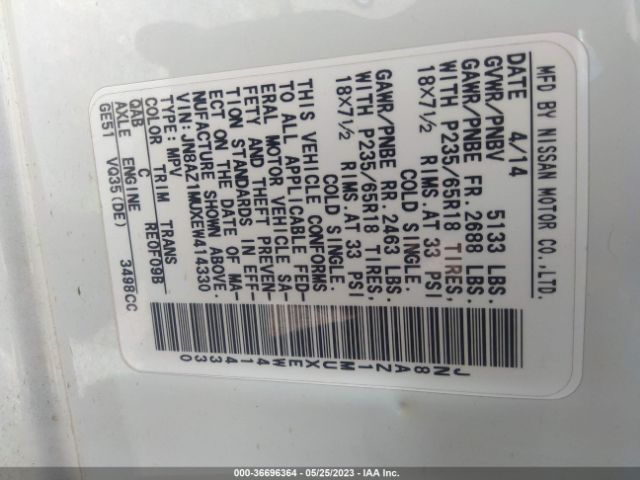 MFD BY NISSAN MOTOR CO.,LTD.
DATE 4/14
GVWR/PNBV 5133 LBS.
GAWR/PNBE FR. 2688 LBS.
WITH P235/65R18 TIRES,
18X7½ RIMS.AT 33 PSI
COLD SINGLE.
GAWR/PNBE RR. 2463 LBS.
WITH P235/65R18 TIRES,
18X7½ RIMS AT 33 PSI
COLD SINGLE.
THIS VEHICLE CONFORMS
TO ALL APPLICABLE FED-
ERAL MOTOR VEHICLE SA-
FETY AND THEFT PREVEN-
TION STANDARDS IN EFF-
ECT ON THE DATE OF MA-
NUFACTURE SHOWN ABOVE.
VIN:JN8AZ1MUXEW414330
TYPE:MPV
COLOR TRIM TRANS
QAB C RE0F09B
AXLE ENGINE
GE51 VQ35(DE) 3498CC
JN8AZ1MUXEW414330
000-36696364 / 05/25/2023 / IAA Inc.